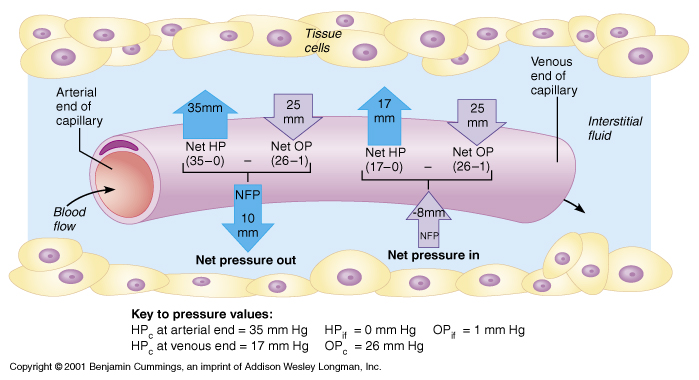 Tissue
cells
Arterial
end of
capillary
Venous
end of
capillary
Interstitial
fluid
Blood
flow
35mm
25
mm
17
mm
25
mm
Net HP
(35–0)
–
Net OP
(26–1)
Net HP
(17–0)
–
Net OP
(26–1)
NFP
10
mm
-8mm
NFP
Net pressure out
Net pressure in
Key to pressure values:
HPc at arterial end = 35 mm Hg HPif = 0 mm Hg OPif = 1 mm Hg
HPc at venous end = 17 mm Hg OPc = 26 mm Hg
Copyright © 2001 Benjamin Cummings, an imprint of Addison Wesley Longman, Inc.